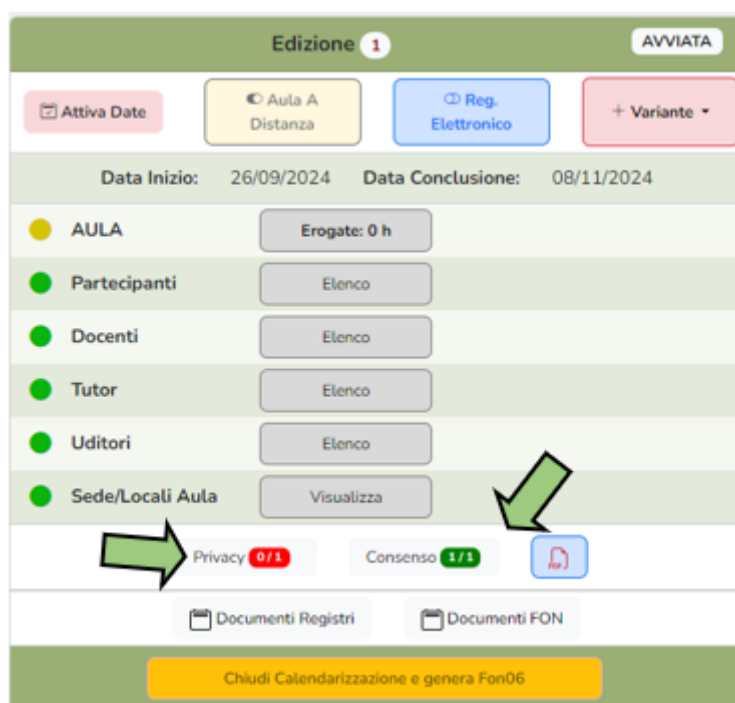 Edizione 1 AVVIATA
Attiva Date
Aula A
Distanza
Reg.
Elettronico
+ Variante
Data Inizio: 26/09/2024 Data Conclusione: 08/11/2024
AULA Erogate: 0 h
Partecipanti Elenco
Docenti Elenco
Tutor Elenco
Uditori Elenco
Sede/Locali Aula Visualizza
Privacy 0/1 Consenso 1/1 PDF
Documenti Registri Documenti FON
Chiudi Calendarizzazione e genera Fon06